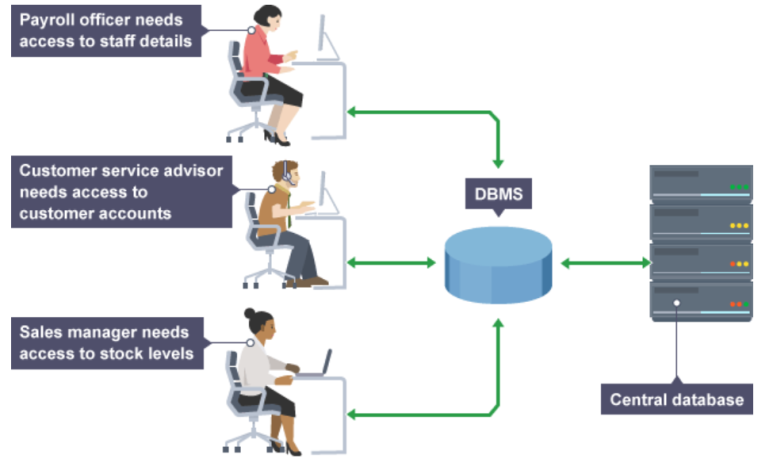 Payroll officer needs
access to staff details
Customer service advisor
needs access to
customer accounts
DBMS
Sales manager needs
access to stock levels
Central database